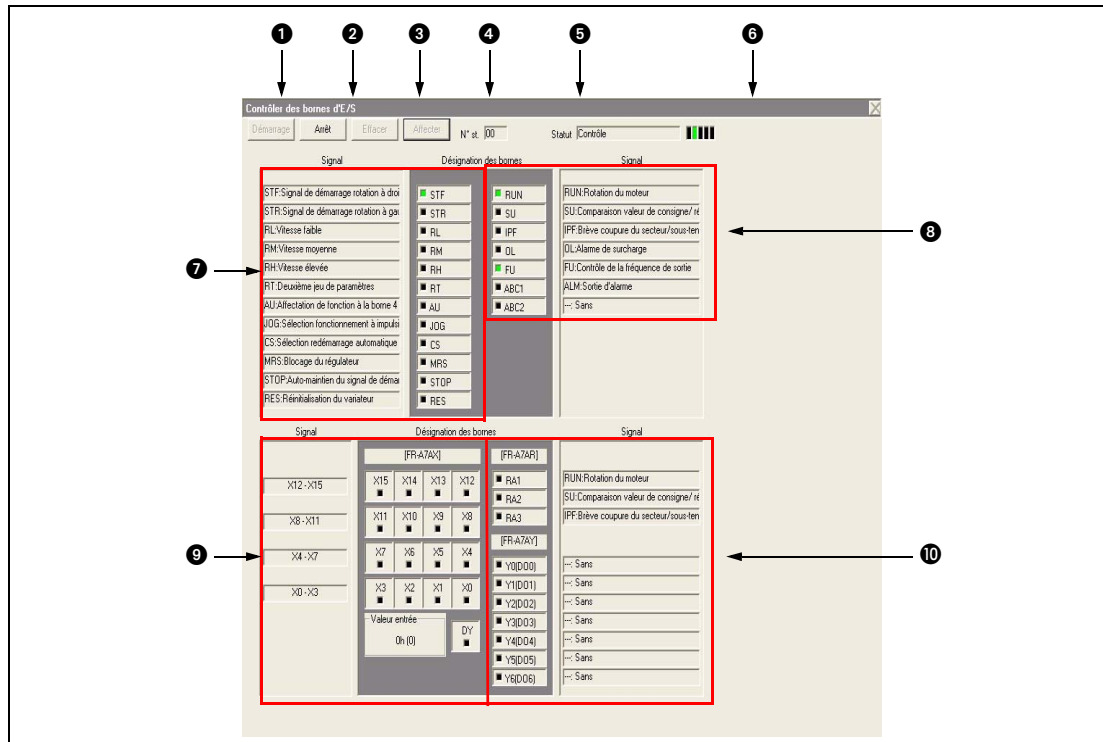 ❶ ❷ ❸ ❹ ❺ ❻
Contrôler des bornes d'E/S
Démarrage Arrêt Effacer Affecter N° st. 00 Statut Contrôle
Signal Désignation des bornes Signal
STF:Signal de démarrage rotation à droi STF RUN RUN:Rotation du moteur
STR:Signal de démarrage rotation à gau STR SU SU:Comparaison valeur de consigne/ ré
RL:Vitesse faible RL IPF IPF:Brève coupure du secteur/sous-ten
RM:Vitesse moyenne RM OL OL:Alarme de surcharge
RH:Vitesse élevée RH FU FU:Contrôle de la fréquence de sortie
RT:Deuxième jeu de paramètres RT ABC1 ALM:Sortie d'alarme
AU:Affectation de fonction à la borne 4 AU ABC2 ---: Sans
JOG:Sélection fonctionnement à impulsi JOG
CS:Sélection redémarrage automatique CS
MRS:Blocage du régulateur MRS
STOP:Auto-maintien du signal de démar STOP
RES:Réinitialisation du variateur RES
❼ ❽
Signal Désignation des bornes Signal
[FR-A7AX] [FR-A7AR]
X12 - X15 X15 X14 X13 X12 RA1 RUN:Rotation du moteur
RA2 SU:Comparaison valeur de consigne/ ré
X8 - X11 X11 X10 X9 X8 RA3 IPF:Brève coupure du secteur/sous-ten
[FR-A7AY]
X4 - X7 X7 X6 X5 X4 Y0(DO0) ---: Sans
Y1(DO1) ---: Sans
X0 - X3 X3 X2 X1 X0 Y2(DO2) ---: Sans
Valeur entrée Y3(DO3) ---: Sans
0h (0) DY Y4(DO4) ---: Sans
Y5(DO5) ---: Sans
Y6(DO6) ---: Sans
❾ ❿